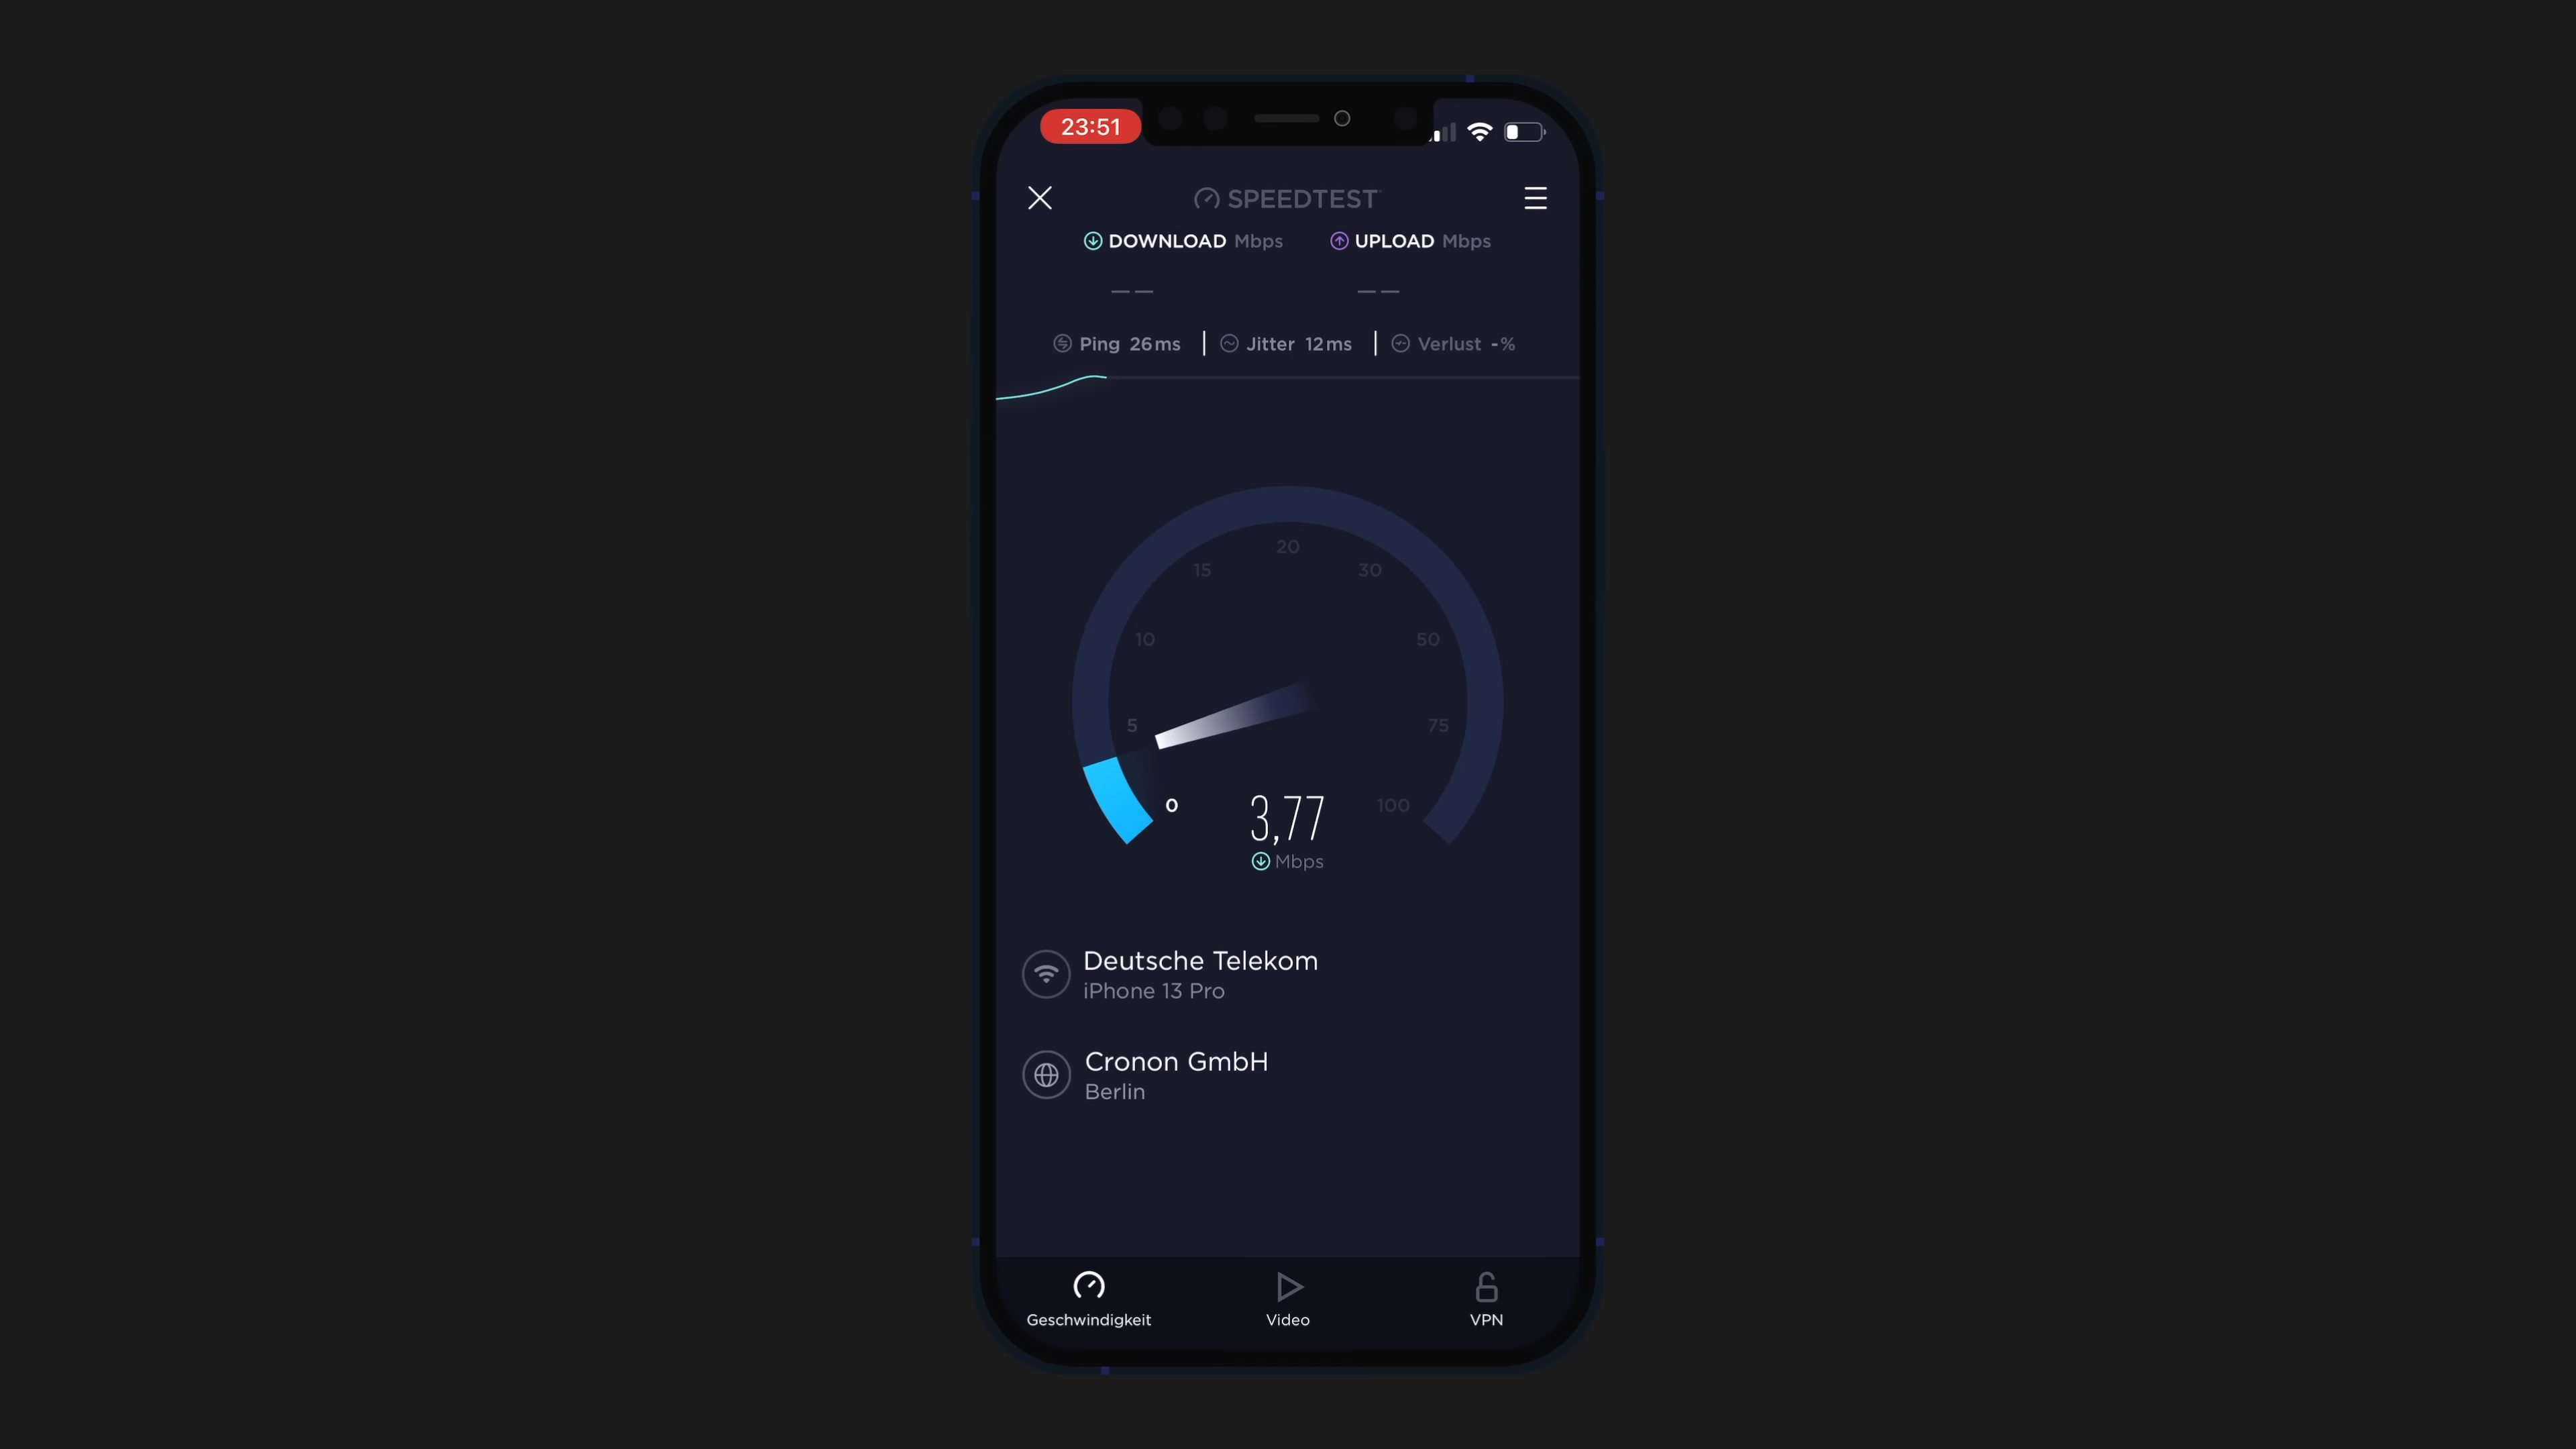 23:51
SPEEDTEST
DOWNLOAD Mbps UPLOAD Mbps
— — — —
Ping 26 ms Jitter 12 ms Verlust -%
20
15 30
10 50
5 75
0 3,77 100
Mbps
Deutsche Telekom
iPhone 13 Pro
Cronon GmbH
Berlin
Geschwindigkeit Video VPN